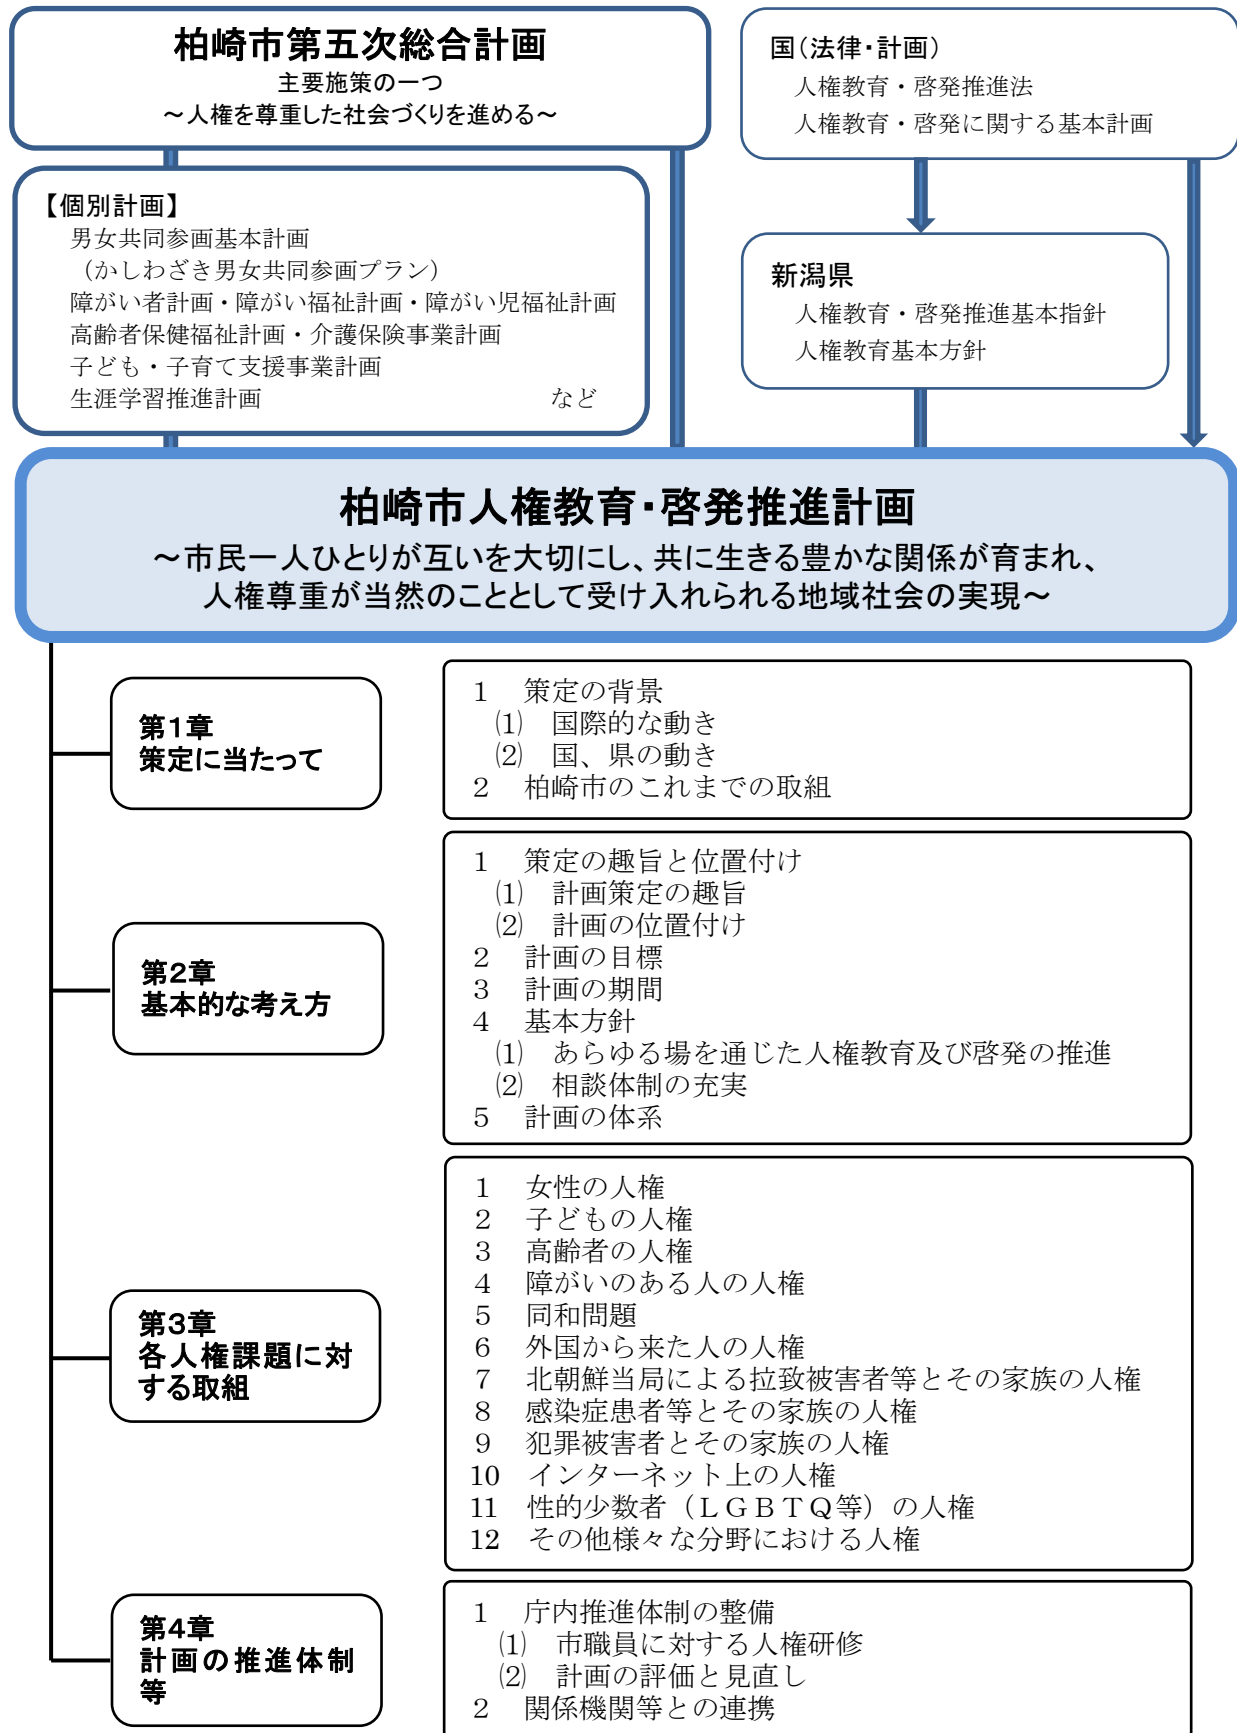 柏崎市第五次総合計画
主要施策の一つ
～人権を尊重した社会づくりを進める～
国（法律・計画）
人権教育・啓発推進法
人権教育・啓発に関する基本計画
【個別計画】
男女共同参画基本計画
（かしわざき男女共同参画プラン）
障がい者計画・障がい福祉計画・障がい児福祉計画
高齢者保健福祉計画・介護保険事業計画
子ども・子育て支援事業計画
生涯学習推進計画　など
新潟県
人権教育・啓発推進基本指針
人権教育基本方針
柏崎市人権教育・啓発推進計画
～市民一人ひとりが互いを大切にし、共に生きる豊かな関係が育まれ、
人権尊重が当然のこととして受け入れられる地域社会の実現～
第１章
策定に当たって
１　策定の背景
⑴　国際的な動き
⑵　国、県の動き
２　柏崎市のこれまでの取組
第２章
基本的な考え方
１　策定の趣旨と位置付け
⑴　計画策定の趣旨
⑵　計画の位置付け
２　計画の目標
３　計画の期間
４　基本方針
⑴　あらゆる場を通じた人権教育及び啓発の推進
⑵　相談体制の充実
５　計画の体系
第３章
各人権課題に対
する取組
１　女性の人権
２　子どもの人権
３　高齢者の人権
４　障がいのある人の人権
５　同和問題
６　外国から来た人の人権
７　北朝鮮当局による拉致被害者等とその家族の人権
８　感染症患者等とその家族の人権
９　犯罪被害者とその家族の人権
10　インターネット上の人権
11　性的少数者（ＬＧＢＴＱ等）の人権
12　その他様々な分野における人権
第４章
計画の推進体制
等
１　庁内推進体制の整備
⑴　市職員に対する人権研修
⑵　計画の評価と見直し
２　関係機関等との連携